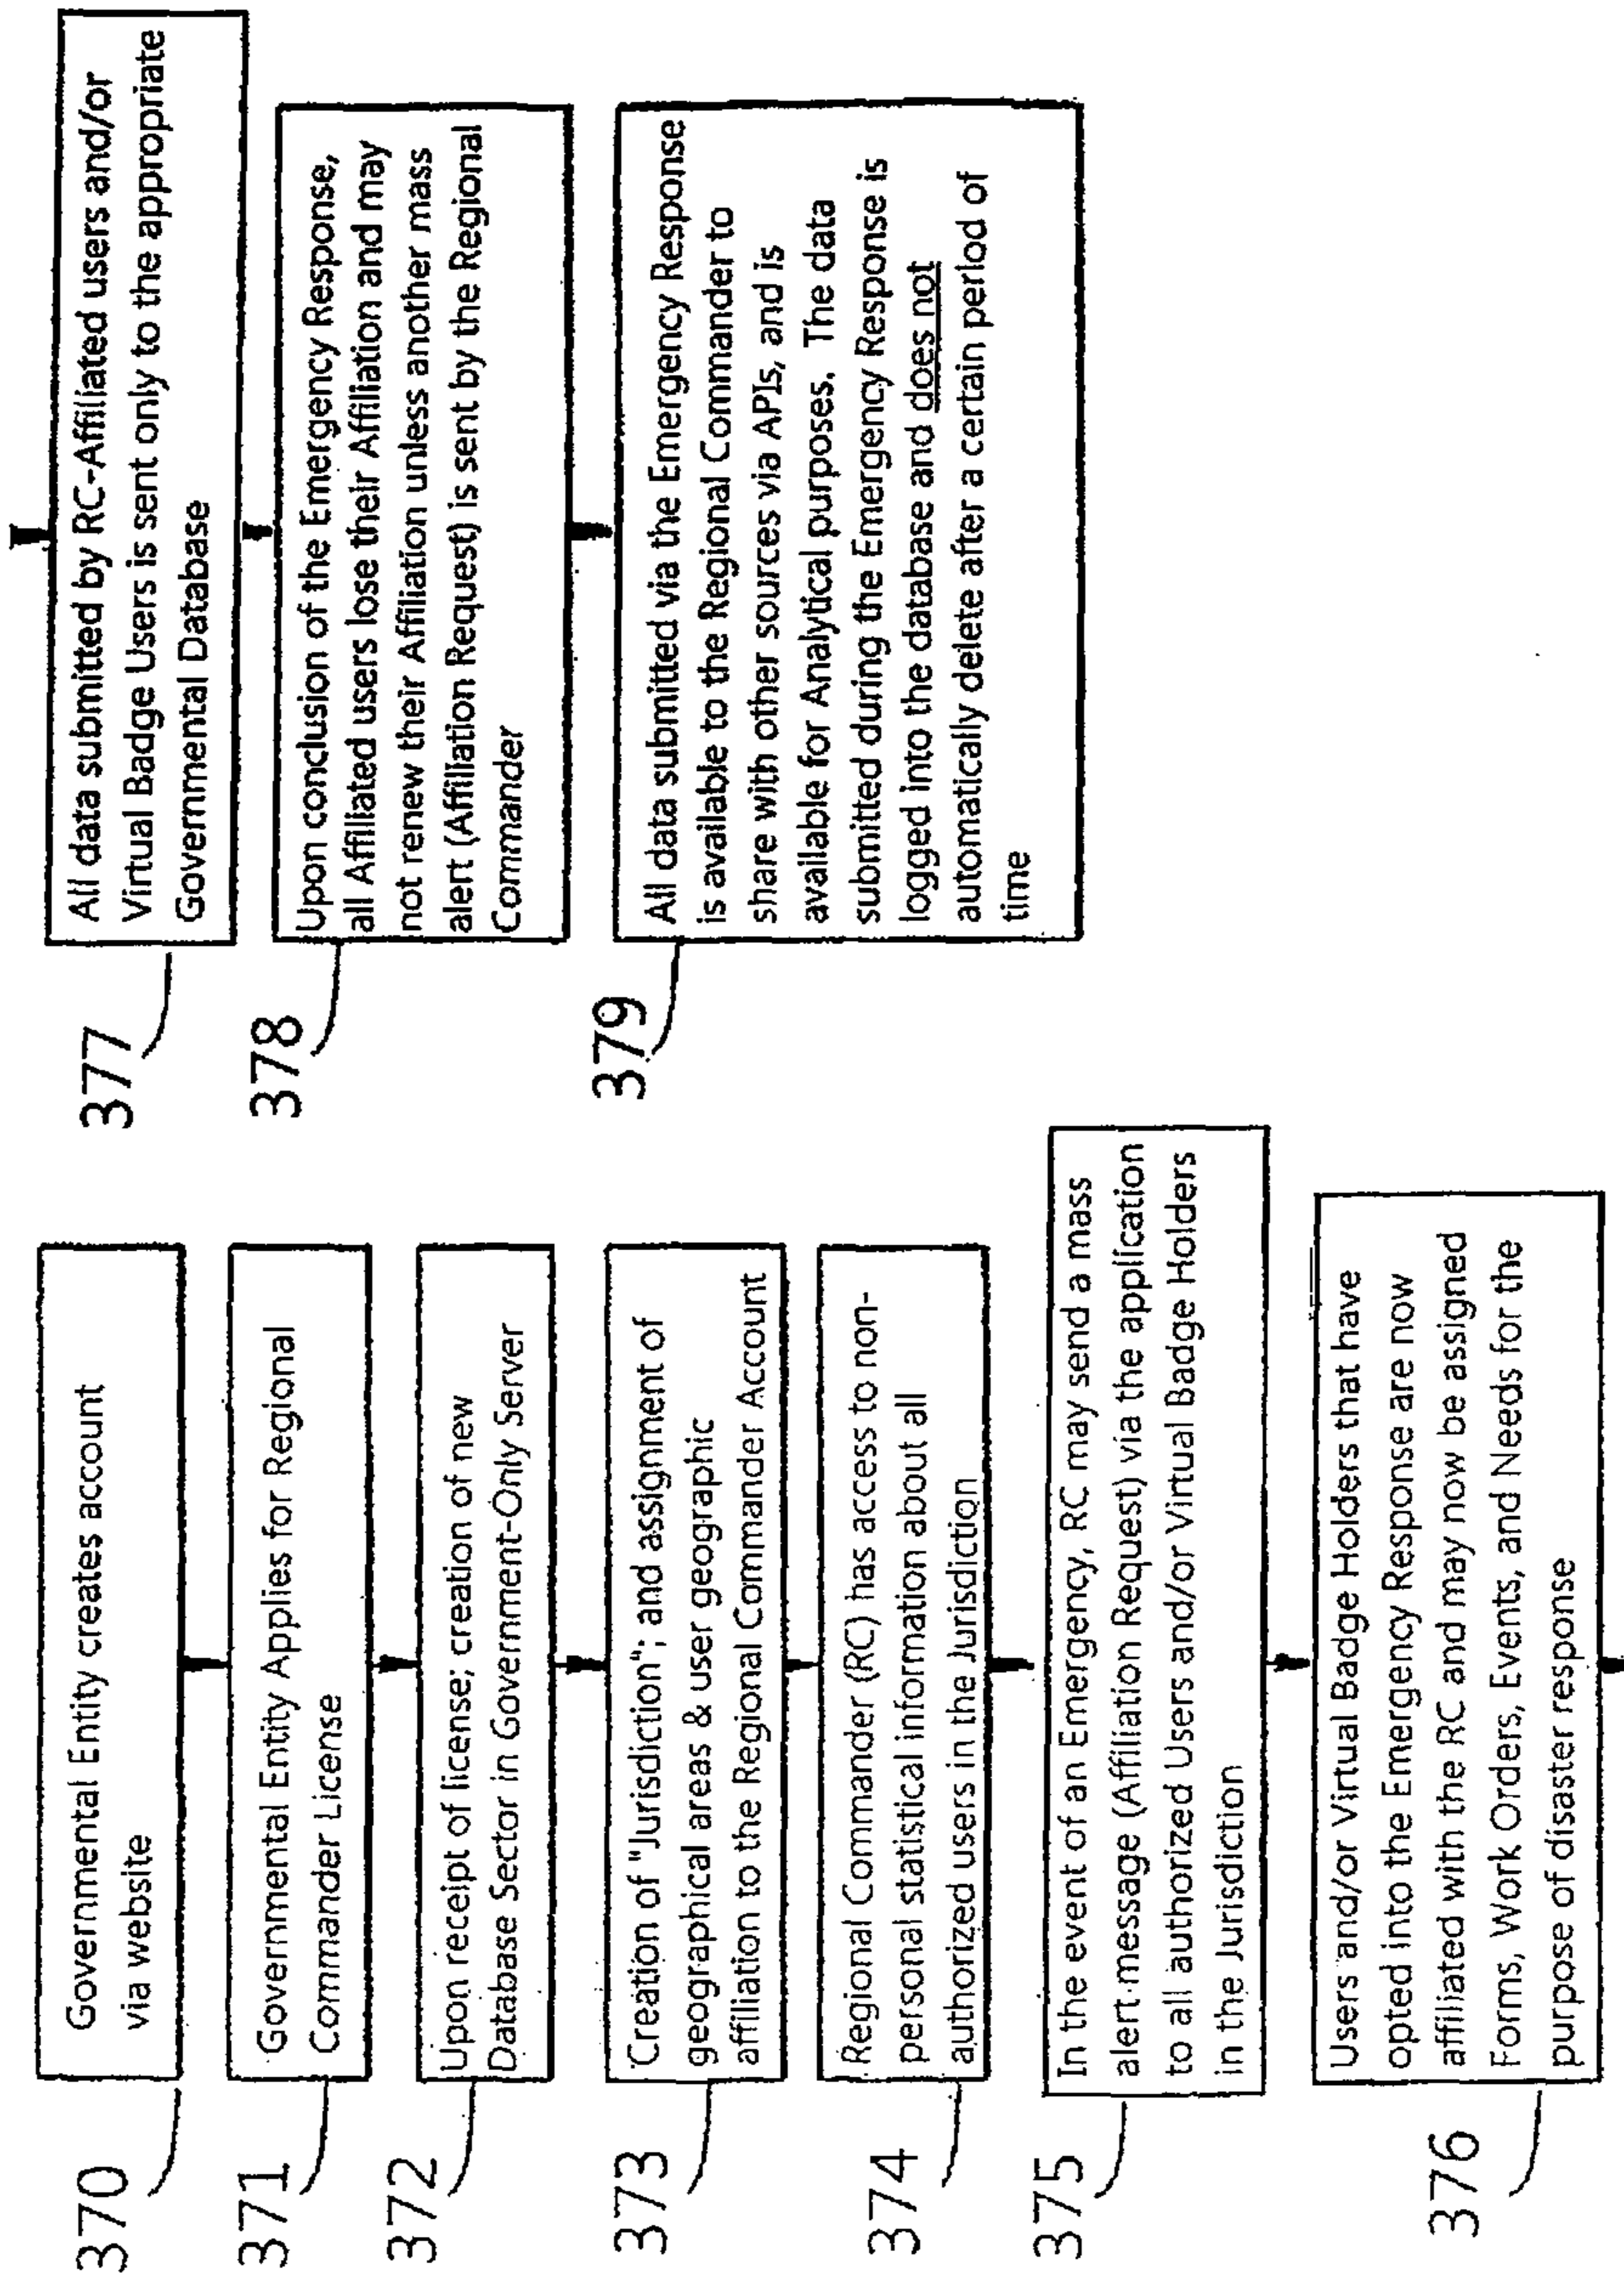 370
Governmental Entity creates account
via website
371
Governmental Entity Applies for Regional
Commander License
372
Upon receipt of license; creation of new
Database Sector in Government-Only Server
373
Creation of "Jurisdiction"; and assignment of
geographical areas & user geographic
affiliation to the Regional Commander Account
374
Regional Commander (RC) has access to non-
personal statistical information about all
authorized users in the Jurisdiction
375
In the event of an Emergency, RC may send a mass
alert message (Affiliation Request) via the application
to all authorized Users and/or Virtual Badge Holders
in the Jurisdiction
376
Users and/or Virtual Badge Holders that have
opted into the Emergency Response are now
affiliated with the RC and may now be assigned
Forms, Work Orders, Events, and Needs for the
purpose of disaster response
377
All data submitted by RC-Affiliated users and/or
Virtual Badge Users is sent only to the appropriate
Governmental Database
378
Upon conclusion of the Emergency Response,
all Affiliated users lose their Affiliation and may
not renew their Affiliation unless another mass
alert (Affiliation Request) is sent by the Regional
Commander
379
All data submitted via the Emergency Response
is available to the Regional Commander to
share with other sources via APIs, and is
available for Analytical purposes. The data
submitted during the Emergency Response is
logged into the database and does not
automatically delete after a certain period of
time